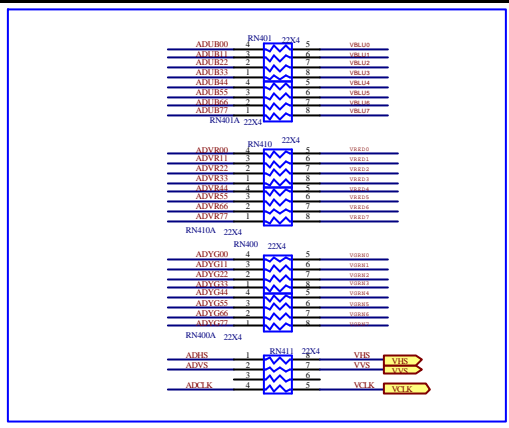 RN401 22X4
ADUB00 4 5 VBLU0
ADUB11 3 6 VBLU1
ADUB22 2 7 VBLU2
ADUB33 1 8 VBLU3
ADUB44 4 5 VBLU4
ADUB55 3 6 VBLU5
ADUB66 2 7 VBLU6
ADUB77 1 8 VBLU7
RN401A 22X4
RN410 22X4
ADVR00 4 5 VRED0
ADVR11 3 6 VRED1
ADVR22 2 7 VRED2
ADVR33 1 8 VRED3
ADVR44 4 5 VRED4
ADVR55 3 6 VRED5
ADVR66 2 7 VRED6
ADVR77 1 8 VRED7
RN410A 22X4
RN400 22X4
ADYG00 4 5 VGRN0
ADYG11 3 6 VGRN1
ADYG22 2 7 VGRN2
ADYG33 1 8 VGRN3
ADYG44 4 5 VGRN4
ADYG55 3 6 VGRN5
ADYG66 2 7 VGRN6
ADYG77 1 8 VGRN7
RN400A 22X4
RN411 22X4
ADHS 1 8 VHS VHS
ADVS 2 7 VVS VVS
3 6
ADCLK 4 5 VCLK VCLK